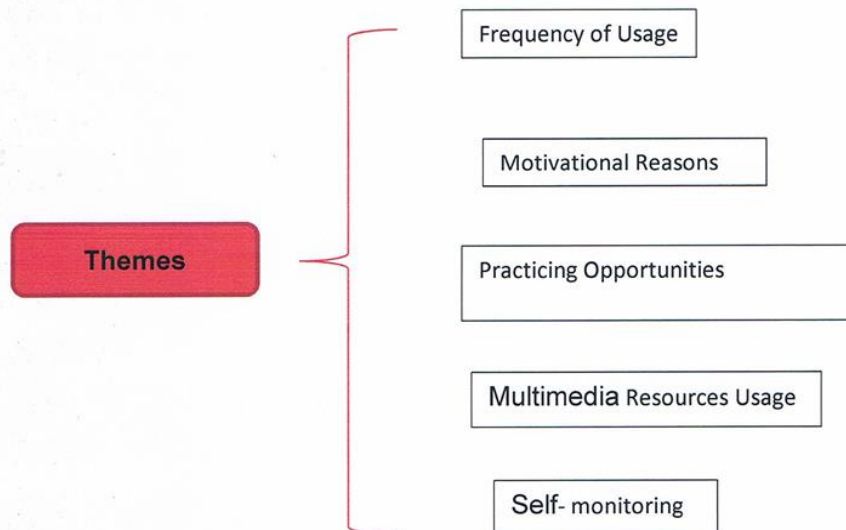 Frequency of Usage
Motivational Reasons
Themes
Practicing Opportunities
Multimedia Resources Usage
Self- monitoring